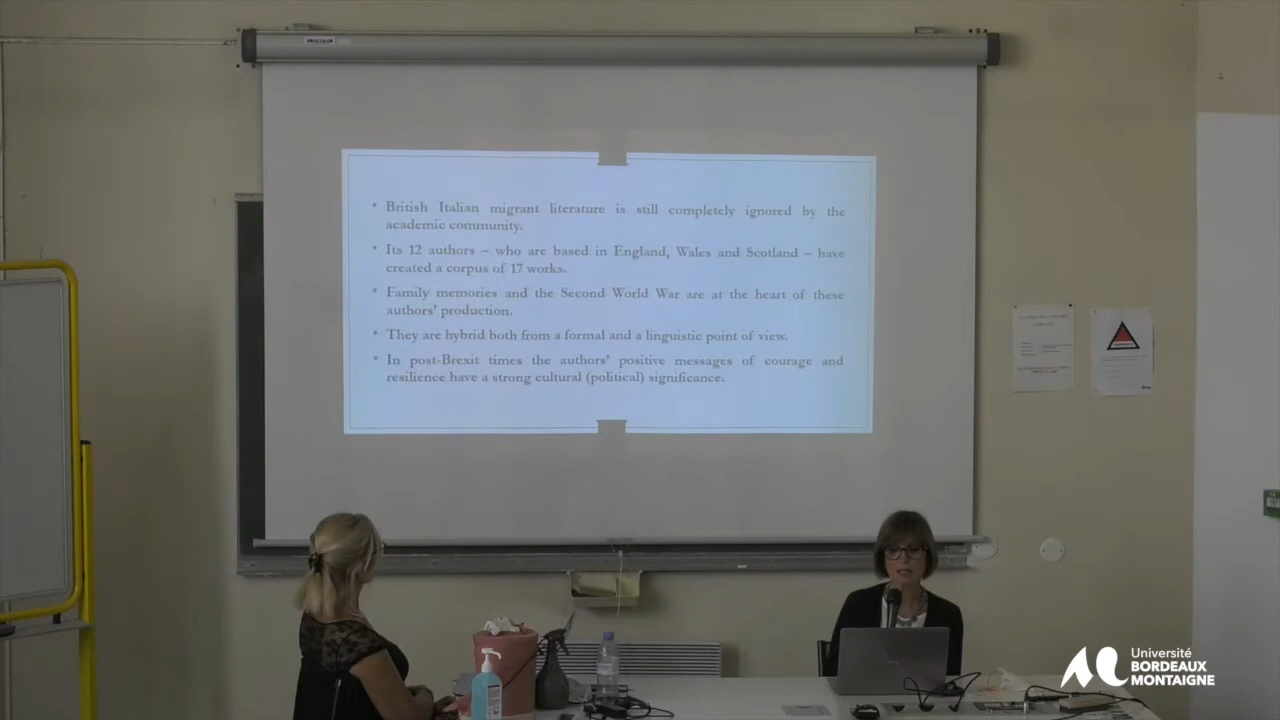 PROCOLOR
• British Italian migrant literature is still completely ignored by the
academic community.
• Its 12 authors – who are based in England, Wales and Scotland – have
created a corpus of 17 works.
• Family memories and the Second World War are at the heart of these
authors' production.
• They are hybrid both from a formal and a linguistic point of view.
• In post-Brexit times the authors' positive messages of courage and
resilience have a strong cultural (political) significance.
Université
BORDEAUX
MONTAIGNE